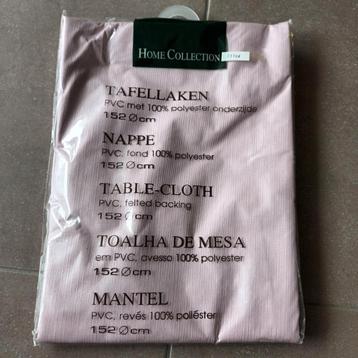 HOME COLLECTION
TAFELLAKEN
PVC met 100% polyester onderzijde
152 Ø cm
NAPPE
PVC, fond 100% polyester
152 Ø cm
TABLE-CLOTH
PVC, felted backing
152 Ø cm
TOALHA DE MESA
em PVC, avesso 100% polyester
152 Ø cm
MANTEL
PVC, revés 100% poliéster
152 Ø cm